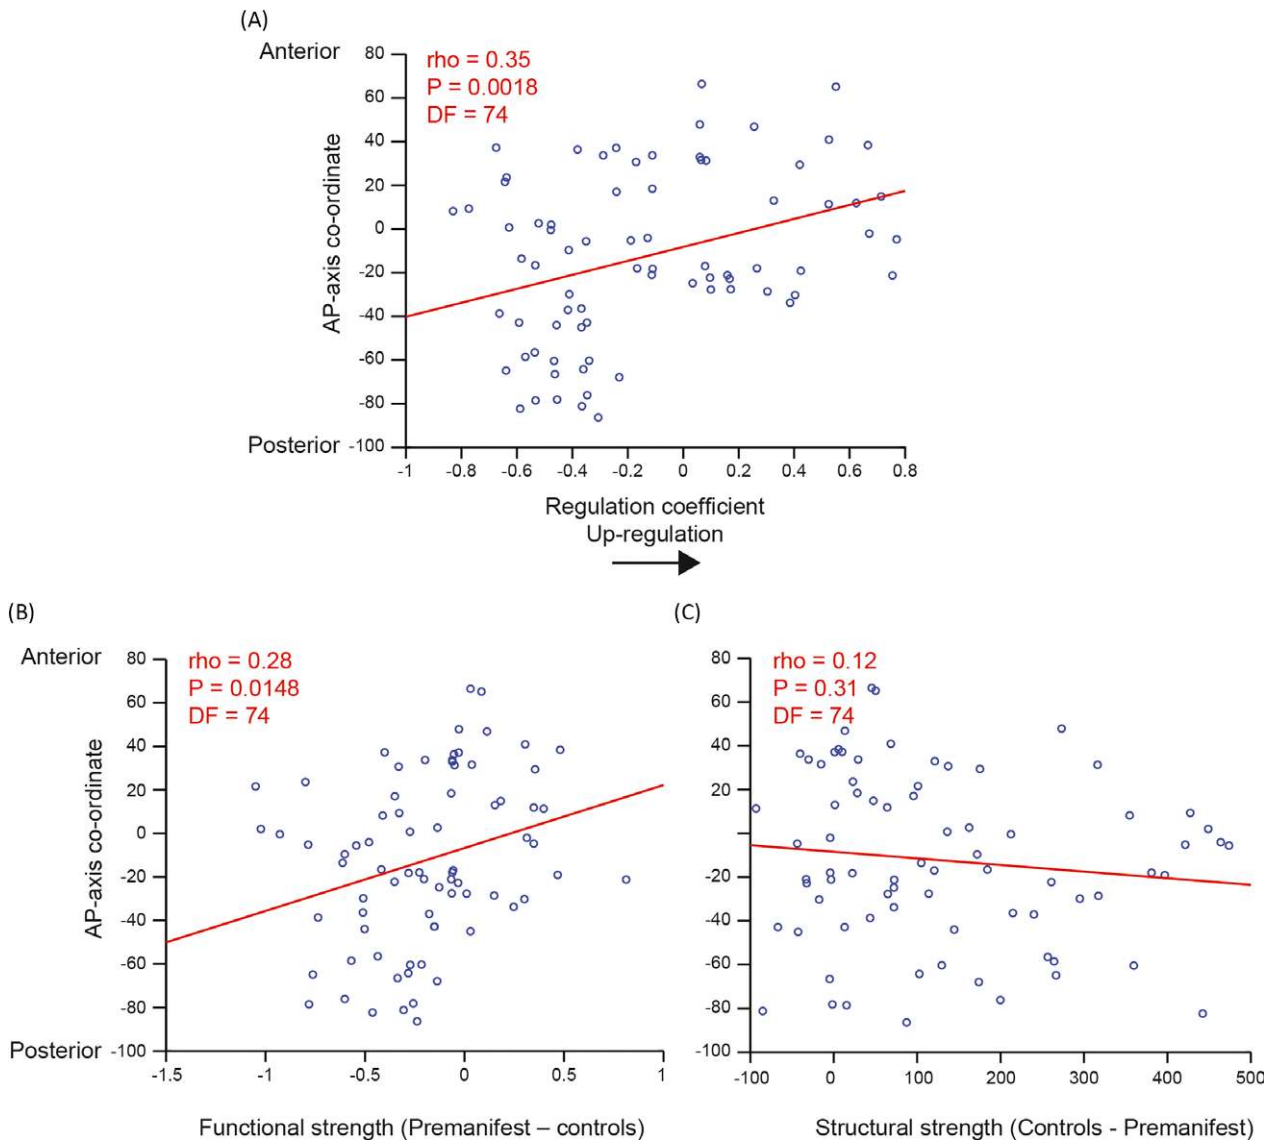 (A)
Anterior
80
rho = 0.35
P = 0.0018
DF = 74
60
40
20
0
-20
-40
-60
-80
-100
AP-axis co-ordinate
Posterior
-1 -0.8 -0.6 -0.4 -0.2 0 0.2 0.4 0.6 0.8
Regulation coefficient
Up-regulation
(B)
Anterior
80
rho = 0.28
P = 0.0148
DF = 74
60
40
20
0
-20
-40
-60
-80
-100
AP-axis co-ordinate
Posterior
-1.5 -1 -0.5 0 0.5 1
Functional strength (Premanifest – controls)
(C)
80
rho = 0.12
P = 0.31
DF = 74
60
40
20
0
-20
-40
-60
-80
-100
-100 0 100 200 300 400 500
Structural strength (Controls - Premanifest)